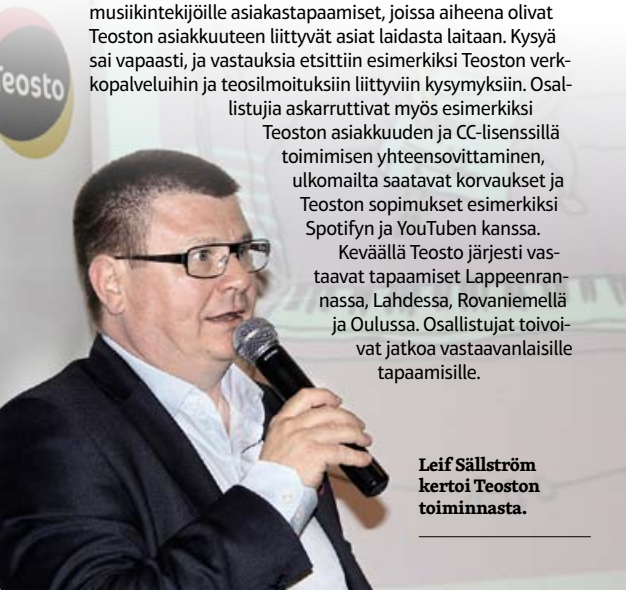 musiikintekijöille asiakastapaamiset, joissa aiheena olivat
Teoston asiakkuuteen liittyvät asiat laidasta laitaan. Kysyä
sai vapaasti, ja vastauksia etsittiin esimerkiksi Teoston verk-
kopalveluihin ja teosilmoituksiin liittyviin kysymyksiin. Osal-
listujia askarruttivat myös esimerkiksi
Teoston asiakkuuden ja CC-lisenssillä
toimimisen yhteensovittaminen,
ulkomailta saatavat korvaukset ja
Teoston sopimukset esimerkiksi
Spotifyn ja YouTuben kanssa.
Keväällä Teosto järjesti vas-
taavat tapaamiset Lappeenran-
nassa, Lahdessa, Rovaniemellä
ja Oulussa. Osallistujat toivoi-
vat jatkoa vastaavanlaisille
tapaamisille.
Teosto
Leif Sällström
kertoi Teoston
toiminnasta.